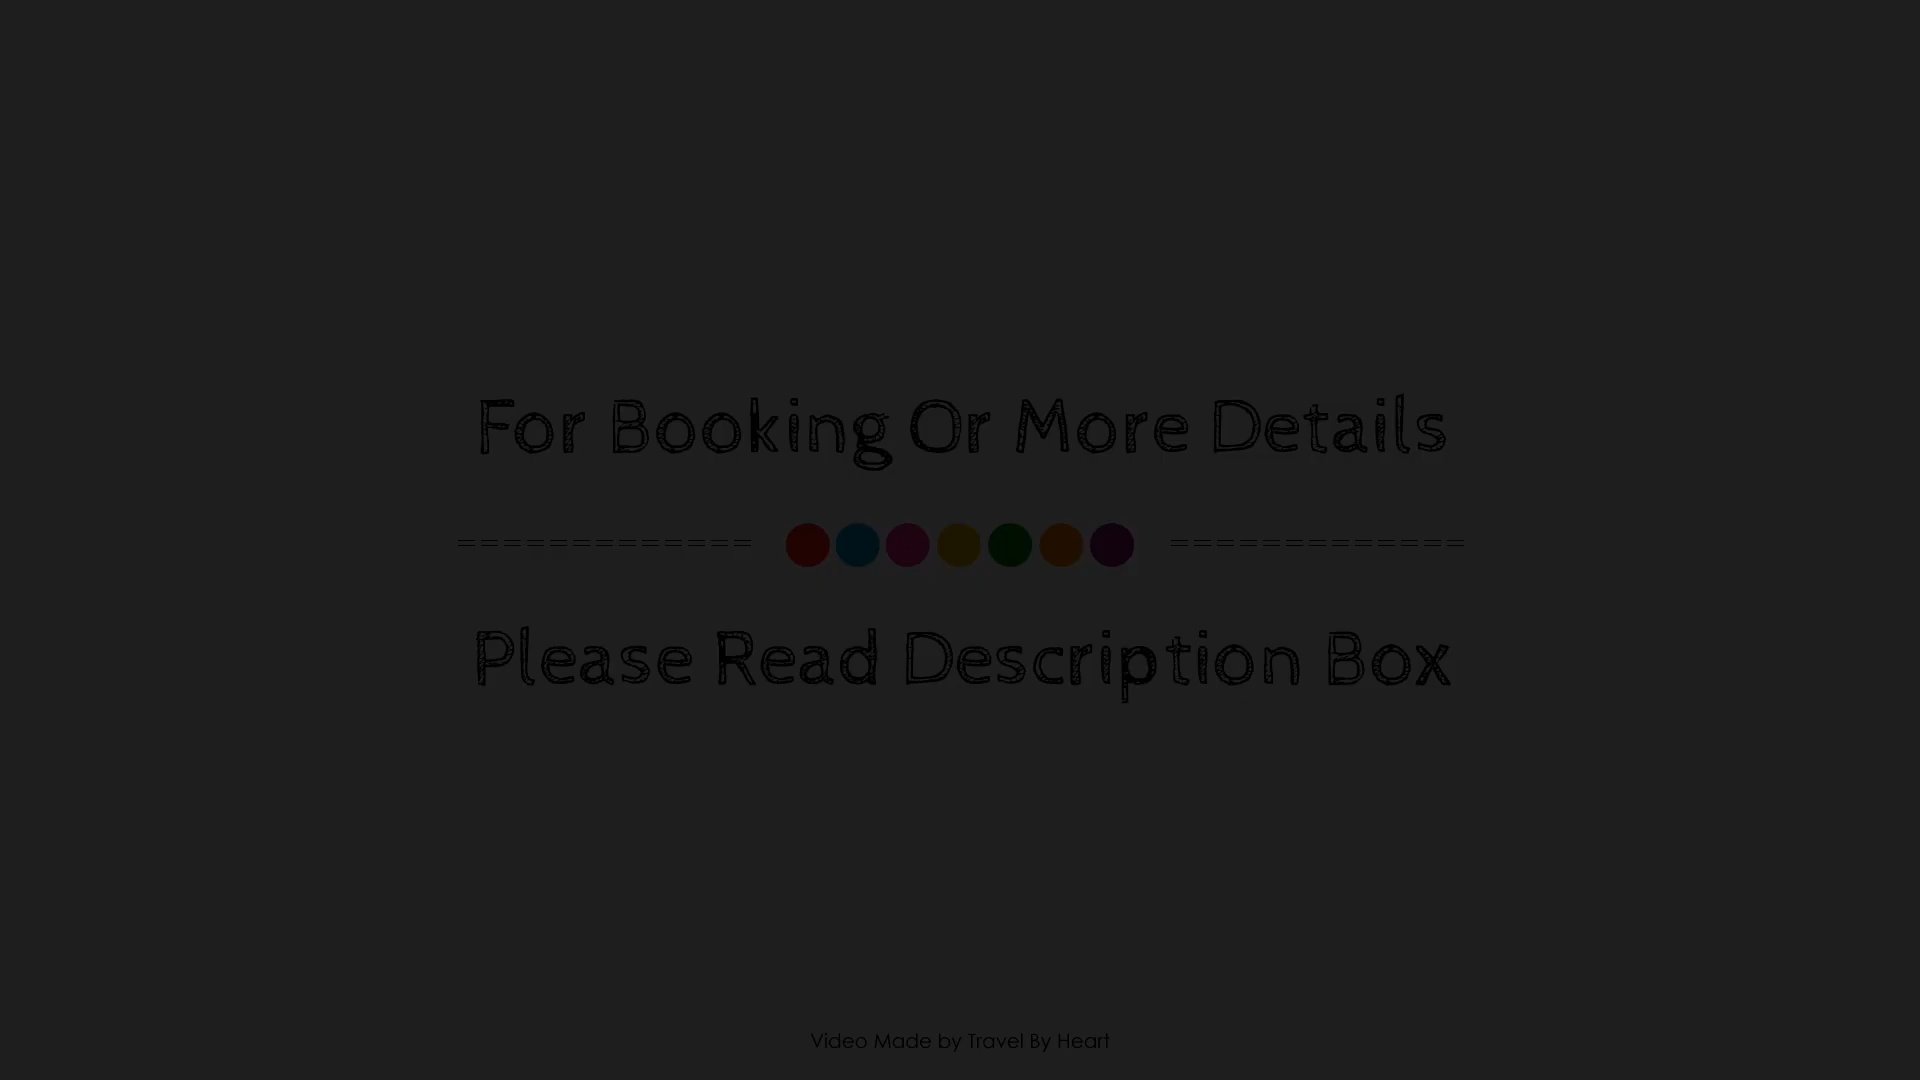 For Booking Or More Details
============= =============
Please Read Description Box
Video Made by Travel By Heart